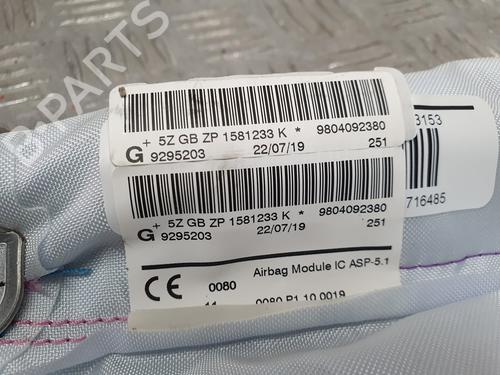 B PARTS
+ 5Z GB ZP 1581233 K * 9804092380
G 9295203 22/07/19 251
3153
+ 5Z GB ZP 1581233 K * 9804092380
G 9295203 22/07/19 251
716485
CE 0080 Airbag Module IC ASP-5.1
0080.P1.10.0019